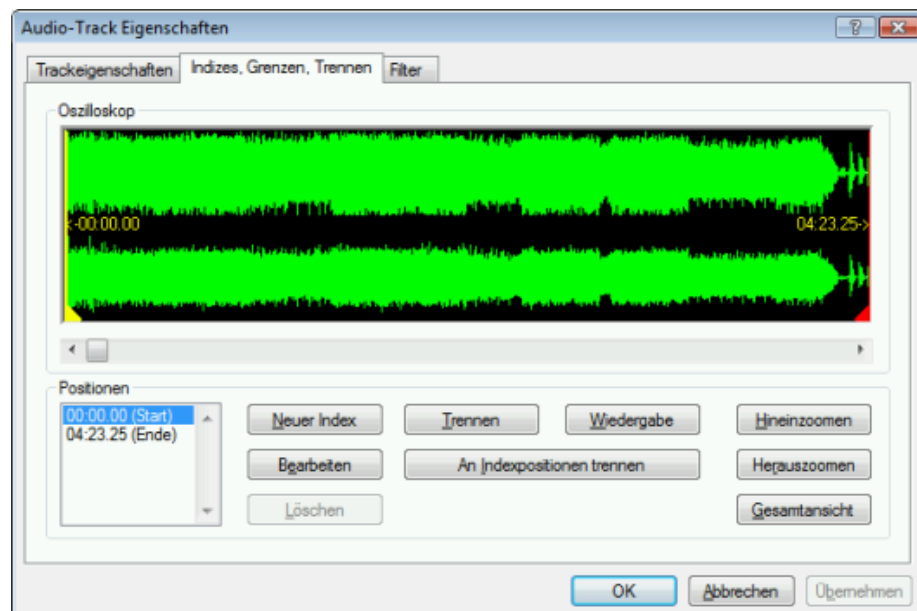 Audio-Track Eigenschaften
Trackeigenschaften Indizes, Grenzen, Trennen Filter
Oszilloskop
<-00:00.00 04:23.25->
Positionen
00:00.00 (Start)
04:23.25 (Ende)
Neuer Index Trennen Wiedergabe Hineinzoomen
Bearbeiten An Indexpositionen trennen Herauszoomen
Löschen Gesamtansicht
OK Abbrechen Übernehmen